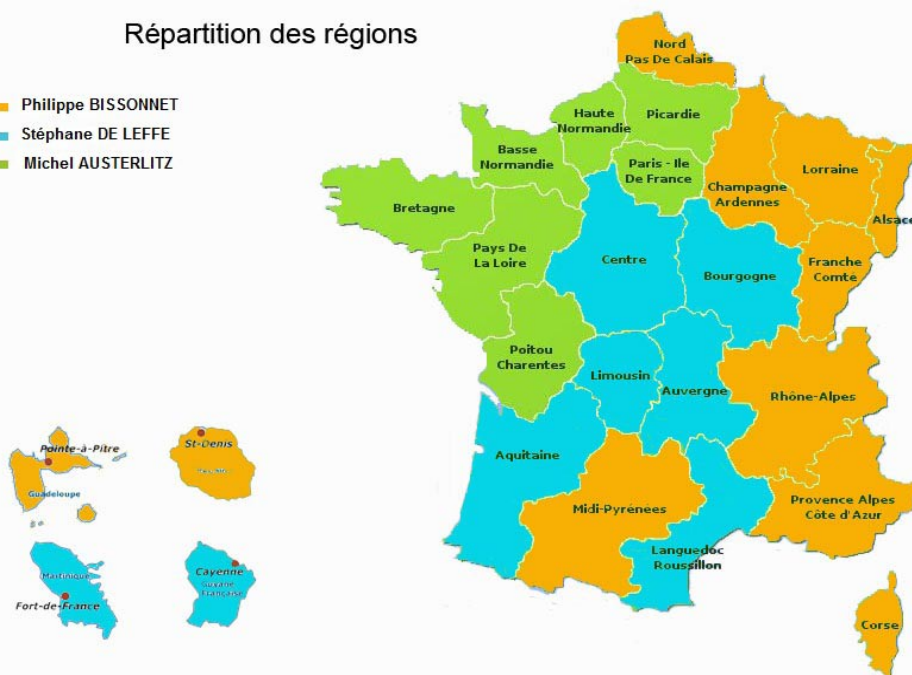 Répartition des régions
Philippe BISSONNET
Stéphane DE LEFFE
Michel AUSTERLITZ
Nord
Pas De Calais
Haute
Normandie
Picardie
Basse
Normandie
Paris - Ile
De France
Champagne
Ardennes
Lorraine
Alsace
Bretagne
Pays De
La Loire
Centre
Bourgogne
Franche
Comté
Poitou
Charentes
Limousin
Auvergne
Rhône-Alpes
Aquitaine
Midi-Pyrénées
Languedoc
Roussillon
Provence Alpes
Côte d'Azur
Corse
Pointe-à-Pitre
Guadeloupe
St-Denis
Martinique
Fort-de-France
Cayenne
Guyane
Française